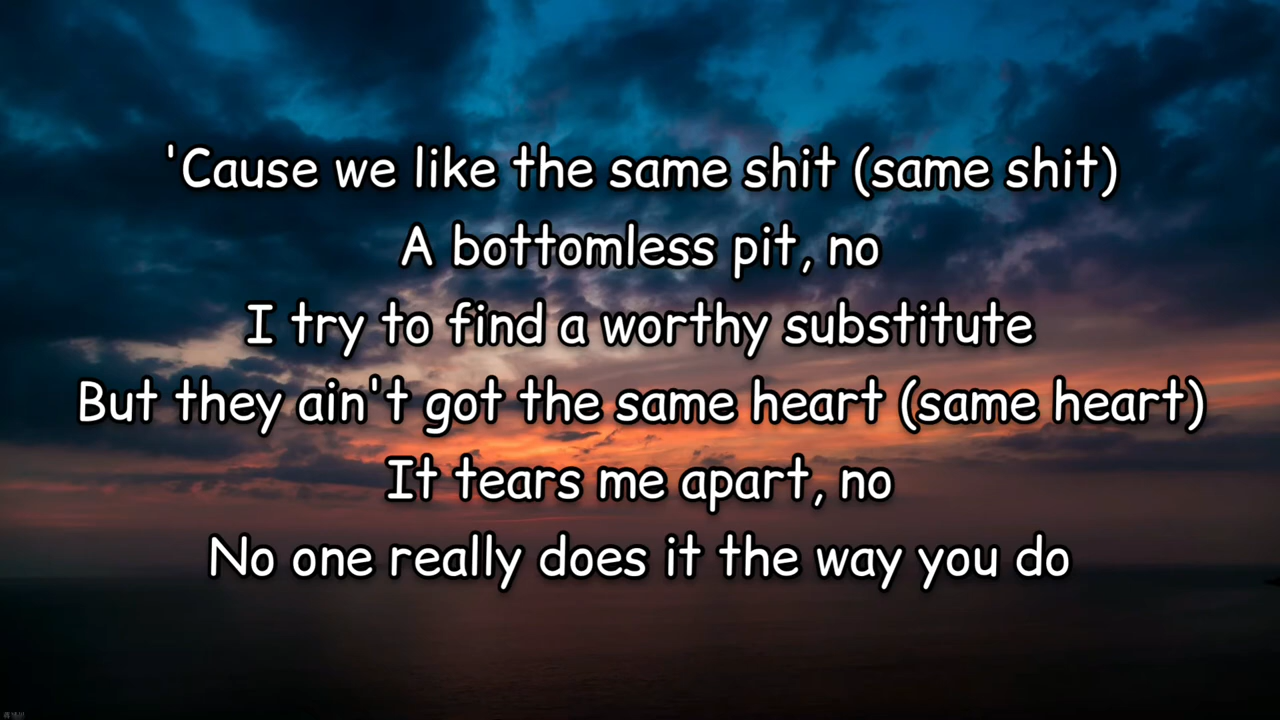 'Cause we like the same shit (same shit)
A bottomless pit, no
I try to find a worthy substitute
But they ain't got the same heart (same heart)
It tears me apart, no
No one really does it the way you do